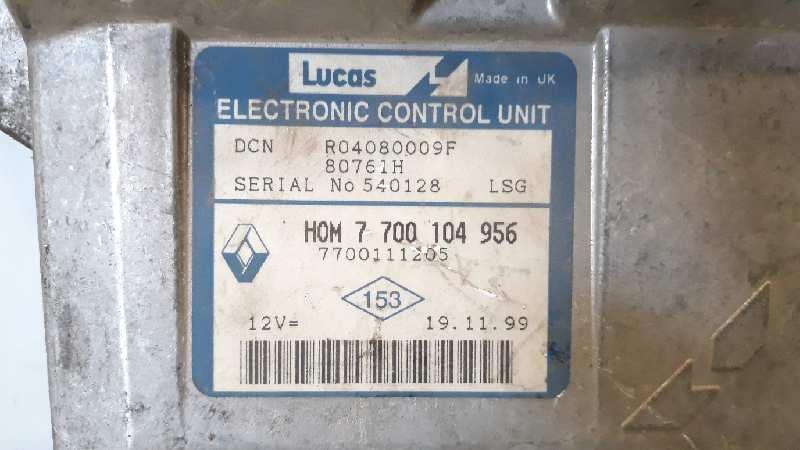 Lucas Made in UK
ELECTRONIC CONTROL UNIT
DCN R04080009F
80761H
SERIAL No 540128 LSG
HOM 7 700 104 956
7700111205
153
12V= 19.11.99